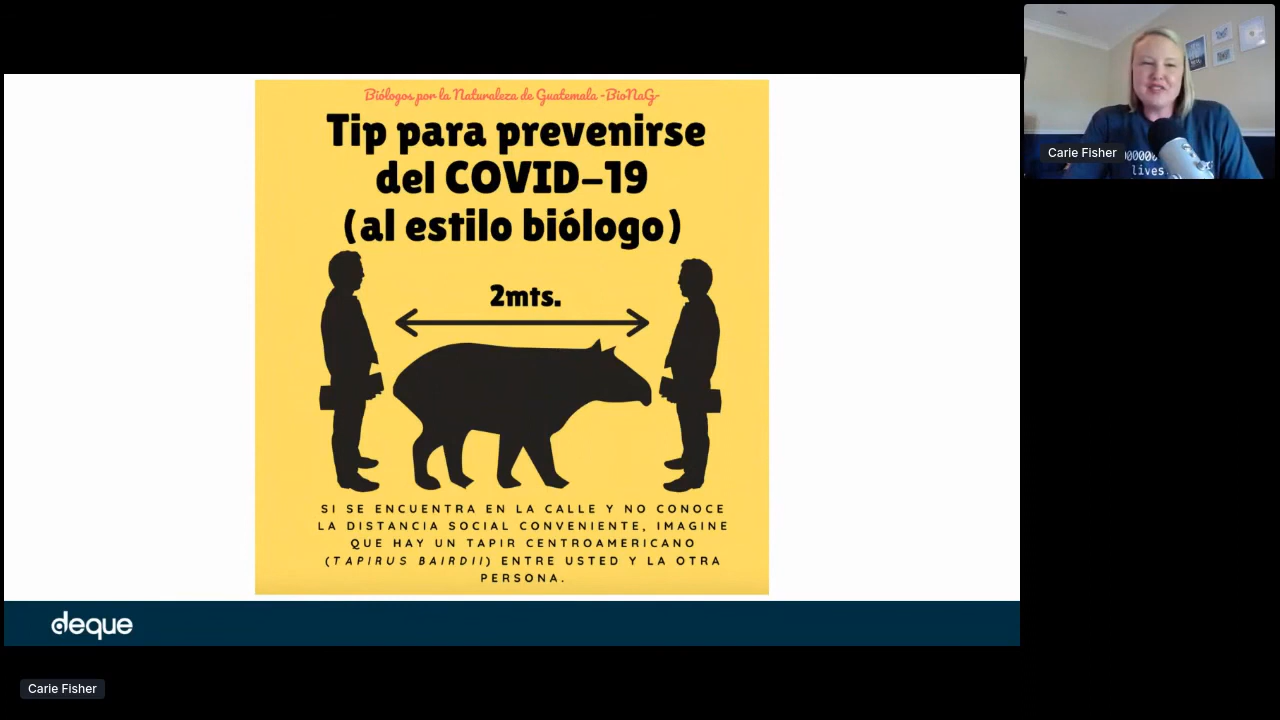 Biólogos por la Naturaleza de Guatemala -BioNaG-
Tip para prevenirse
del COVID-19
(al estilo biólogo)
2mts.
SI SE ENCUENTRA EN LA CALLE Y NO CONOCE
LA DISTANCIA SOCIAL CONVENIENTE, IMAGINE
QUE HAY UN TAPIR CENTROAMERICANO
(TAPIRUS BAIRDII) ENTRE USTED Y LA OTRA
PERSONA.
deque
Carie Fisher
Carie Fisher
lives